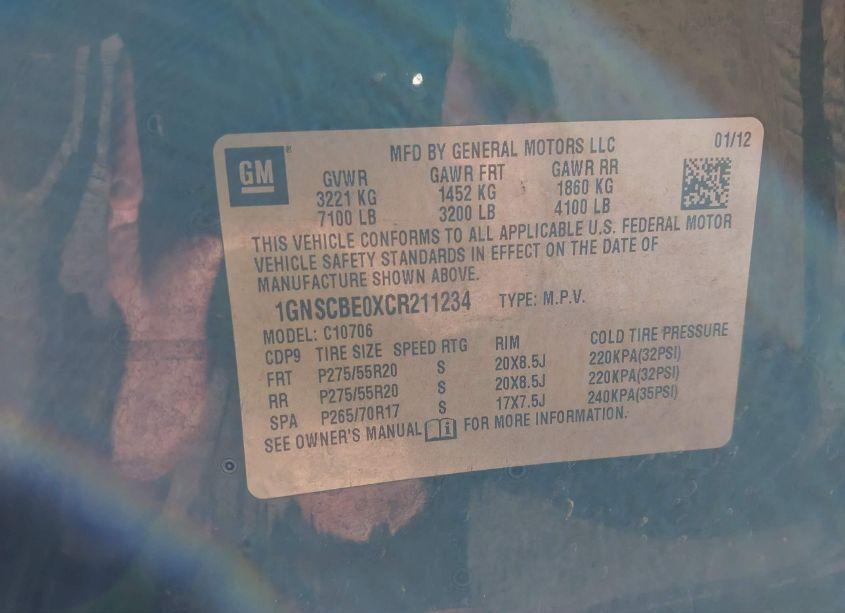 GM
MFD BY GENERAL MOTORS LLC 01/12
GVWR GAWR FRT GAWR RR
3221 KG 1452 KG 1860 KG
7100 LB 3200 LB 4100 LB
THIS VEHICLE CONFORMS TO ALL APPLICABLE U.S. FEDERAL MOTOR
VEHICLE SAFETY STANDARDS IN EFFECT ON THE DATE OF
MANUFACTURE SHOWN ABOVE.
1GNSCBE0XCR211234 TYPE: M.P.V.
MODEL: C10706
CDP9 TIRE SIZE SPEED RTG RIM COLD TIRE PRESSURE
FRT P275/55R20 S 20X8.5J 220KPA(32PSI)
RR P275/55R20 S 20X8.5J 220KPA(32PSI)
SPA P265/70R17 S 17X7.5J 240KPA(35PSI)
SEE OWNER'S MANUAL FOR MORE INFORMATION.